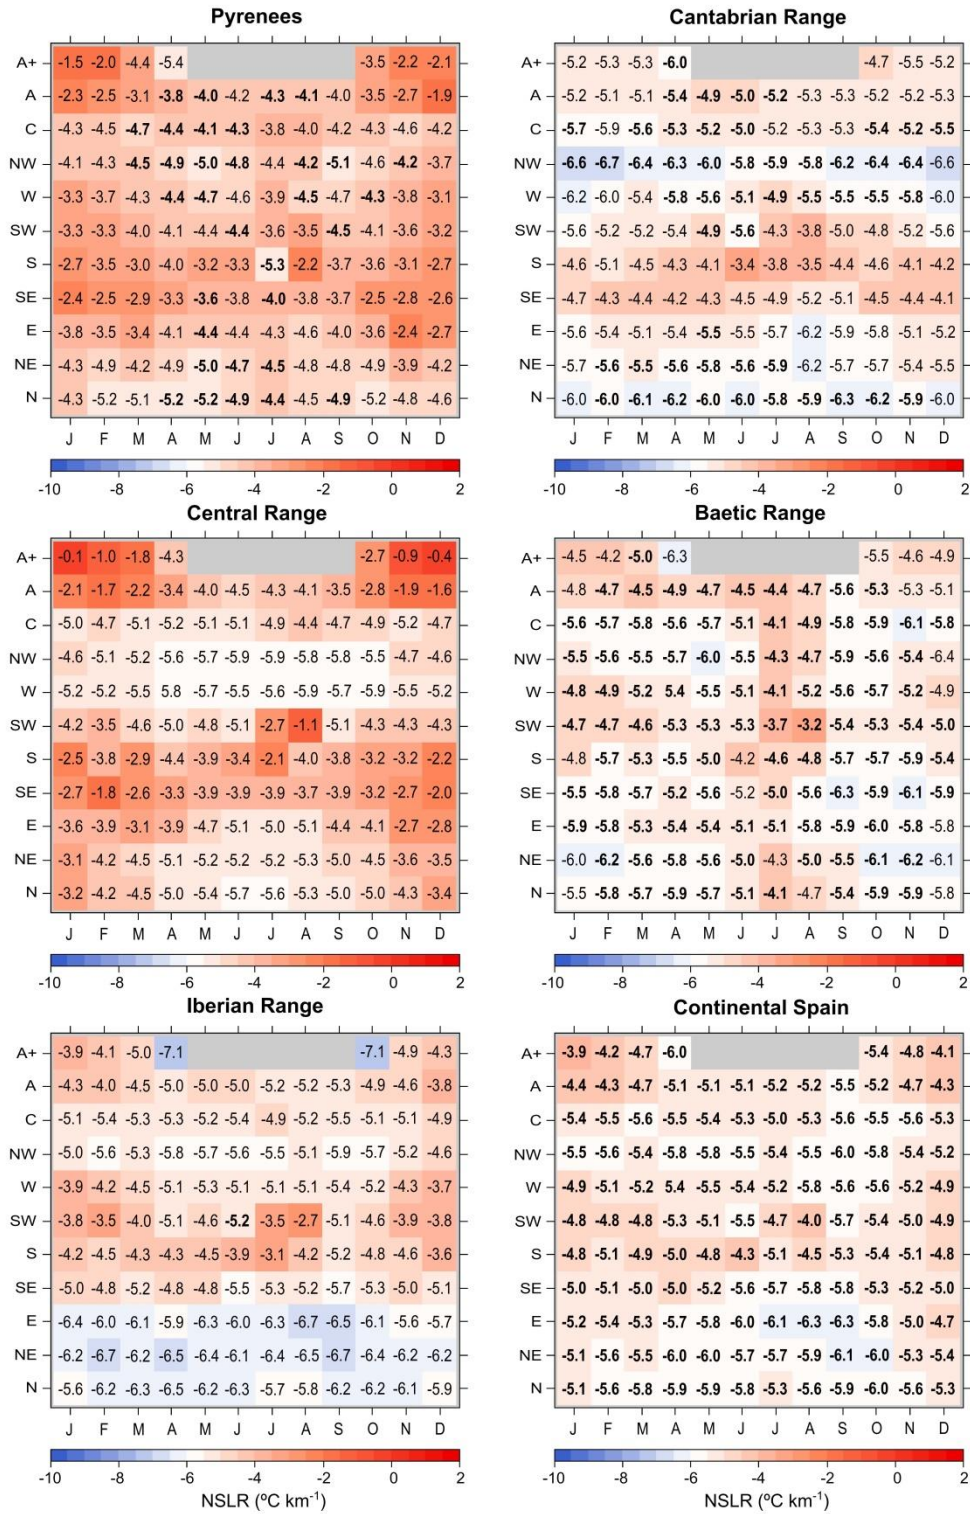 Pyrenees
A+ -1.5 -2.0 -4.4 -5.4 -3.5 -2.2 -2.1
A -2.3 -2.5 -3.1 -3.8 -4.0 -4.2 -4.3 -4.1 -4.0 -3.5 -2.7 -1.9
C -4.3 -4.5 -4.7 -4.4 -4.1 -4.3 -3.8 -4.0 -4.2 -4.3 -4.6 -4.2
NW -4.1 -4.3 -4.5 -4.9 -5.0 -4.8 -4.4 -4.2 -5.1 -4.6 -4.2 -3.7
W -3.3 -3.7 -4.3 -4.4 -4.7 -4.6 -3.9 -4.5 -4.7 -4.3 -3.8 -3.1
SW -3.3 -3.3 -4.0 -4.1 -4.4 -4.4 -3.6 -3.5 -4.5 -4.1 -3.6 -3.2
S -2.7 -3.5 -3.0 -4.0 -3.2 -3.3 -5.3 -2.2 -3.7 -3.6 -3.1 -2.7
SE -2.4 -2.5 -2.9 -3.3 -3.6 -3.8 -4.0 -3.8 -3.7 -2.5 -2.8 -2.6
E -3.8 -3.5 -3.4 -4.1 -4.4 -4.4 -4.3 -4.6 -4.0 -3.6 -2.4 -2.7
NE -4.3 -4.9 -4.2 -4.9 -5.0 -4.7 -4.5 -4.8 -4.8 -4.9 -3.9 -4.2
N -4.3 -5.2 -5.1 -5.2 -5.2 -4.9 -4.4 -4.5 -4.9 -5.2 -4.8 -4.6
J F M A M J J A S O N D
-10 -8 -6 -4 -2 0 2
Cantabrian Range
A+ -5.2 -5.3 -5.3 -6.0 -4.7 -5.5 -5.2
A -5.2 -5.1 -5.1 -5.4 -4.9 -5.0 -5.2 -5.3 -5.3 -5.2 -5.2 -5.3
C -5.7 -5.9 -5.6 -5.3 -5.2 -5.0 -5.2 -5.3 -5.3 -5.4 -5.2 -5.5
NW -6.6 -6.7 -6.4 -6.3 -6.0 -5.8 -5.9 -5.8 -6.2 -6.4 -6.4 -6.6
W -6.2 -6.0 -5.4 -5.8 -5.6 -5.1 -4.9 -5.5 -5.5 -5.5 -5.8 -6.0
SW -5.6 -5.2 -5.2 -5.4 -4.9 -5.6 -4.3 -3.8 -5.0 -4.8 -5.2 -5.6
S -4.6 -5.1 -4.5 -4.3 -4.1 -3.4 -3.8 -3.5 -4.4 -4.6 -4.1 -4.2
SE -4.7 -4.3 -4.4 -4.2 -4.3 -4.5 -4.9 -5.2 -5.1 -4.5 -4.4 -4.1
E -5.6 -5.4 -5.1 -5.4 -5.5 -5.5 -5.7 -6.2 -5.9 -5.8 -5.1 -5.2
NE -5.7 -5.6 -5.5 -5.6 -5.8 -5.6 -5.9 -6.2 -5.7 -5.7 -5.4 -5.5
N -6.0 -6.0 -6.1 -6.2 -6.0 -6.0 -5.8 -5.9 -6.3 -6.2 -5.9 -6.0
J F M A M J J A S O N D
-10 -8 -6 -4 -2 0 2
Central Range
A+ -0.1 -1.0 -1.8 -4.3 -2.7 -0.9 -0.4
A -2.1 -1.7 -2.2 -3.4 -4.0 -4.5 -4.3 -4.1 -3.5 -2.8 -1.9 -1.6
C -5.0 -4.7 -5.1 -5.2 -5.1 -5.1 -4.9 -4.4 -4.7 -4.9 -5.2 -4.7
NW -4.6 -5.1 -5.2 -5.6 -5.7 -5.9 -5.9 -5.8 -5.8 -5.5 -4.7 -4.6
W -5.2 -5.2 -5.5 5.8 -5.7 -5.5 -5.6 -5.9 -5.7 -5.9 -5.5 -5.2
SW -4.2 -3.5 -4.6 -5.0 -4.8 -5.1 -2.7 -1.1 -5.1 -4.3 -4.3 -4.3
S -2.5 -3.8 -2.9 -4.4 -3.9 -3.4 -2.1 -4.0 -3.8 -3.2 -3.2 -2.2
SE -2.7 -1.8 -2.6 -3.3 -3.9 -3.9 -3.9 -3.7 -3.9 -3.2 -2.7 -2.0
E -3.6 -3.9 -3.1 -3.9 -4.7 -5.1 -5.0 -5.1 -4.4 -4.1 -2.7 -2.8
NE -3.1 -4.2 -4.5 -5.1 -5.2 -5.2 -5.2 -5.3 -5.0 -4.5 -3.6 -3.5
N -3.2 -4.2 -4.5 -5.0 -5.4 -5.7 -5.6 -5.3 -5.0 -5.0 -4.3 -3.4
J F M A M J J A S O N D
-10 -8 -6 -4 -2 0 2
Baetic Range
A+ -4.5 -4.2 -5.0 -6.3 -5.5 -4.6 -4.9
A -4.8 -4.7 -4.5 -4.9 -4.7 -4.5 -4.4 -4.7 -5.6 -5.3 -5.3 -5.1
C -5.6 -5.7 -5.8 -5.6 -5.7 -5.1 -4.1 -4.9 -5.8 -5.9 -6.1 -5.8
NW -5.5 -5.6 -5.5 -5.7 -6.0 -5.5 -4.3 -4.7 -5.9 -5.6 -5.4 -6.4
W -4.8 -4.9 -5.2 5.4 -5.5 -5.1 -4.1 -5.2 -5.6 -5.7 -5.2 -4.9
SW -4.7 -4.7 -4.6 -5.3 -5.3 -5.3 -3.7 -3.2 -5.4 -5.3 -5.4 -5.0
S -4.8 -5.7 -5.3 -5.5 -5.0 -4.2 -4.6 -4.8 -5.7 -5.7 -5.9 -5.4
SE -5.5 -5.8 -5.7 -5.2 -5.6 -5.2 -5.0 -5.6 -6.3 -5.9 -6.1 -5.9
E -5.9 -5.8 -5.3 -5.4 -5.4 -5.1 -5.1 -5.8 -5.9 -6.0 -5.8 -5.8
NE -6.0 -6.2 -5.6 -5.8 -5.6 -5.0 -4.3 -5.0 -5.5 -6.1 -6.2 -6.1
N -5.5 -5.8 -5.7 -5.9 -5.7 -5.1 -4.1 -4.7 -5.4 -5.9 -5.9 -5.8
J F M A M J J A S O N D
-10 -8 -6 -4 -2 0 2
Iberian Range
A+ -3.9 -4.1 -5.0 -7.1 -7.1 -4.9 -4.3
A -4.3 -4.0 -4.5 -5.0 -5.0 -5.0 -5.2 -5.2 -5.3 -4.9 -4.6 -3.8
C -5.1 -5.4 -5.3 -5.3 -5.2 -5.4 -4.9 -5.2 -5.5 -5.1 -5.1 -4.9
NW -5.0 -5.6 -5.3 -5.8 -5.7 -5.6 -5.5 -5.1 -5.9 -5.7 -5.2 -4.6
W -3.9 -4.2 -4.5 -5.1 -5.3 -5.1 -5.1 -5.1 -5.4 -5.2 -4.3 -3.7
SW -3.8 -3.5 -4.0 -5.1 -4.6 -5.2 -3.5 -2.7 -5.1 -4.6 -3.9 -3.8
S -4.2 -4.5 -4.3 -4.3 -4.5 -3.9 -3.1 -4.2 -5.2 -4.8 -4.6 -3.6
SE -5.0 -4.8 -5.2 -4.8 -4.8 -5.5 -5.3 -5.2 -5.7 -5.3 -5.0 -5.1
E -6.4 -6.0 -6.1 -5.9 -6.3 -6.0 -6.3 -6.7 -6.5 -6.1 -5.6 -5.7
NE -6.2 -6.7 -6.2 -6.5 -6.4 -6.1 -6.4 -6.5 -6.7 -6.4 -6.2 -6.2
N -5.6 -6.2 -6.3 -6.5 -6.2 -6.3 -5.7 -5.8 -6.2 -6.2 -6.1 -5.9
J F M A M J J A S O N D
-10 -8 -6 -4 -2 0 2
NSLR (ºC km-1)
Continental Spain
A+ -3.9 -4.2 -4.7 -6.0 -5.4 -4.8 -4.1
A -4.4 -4.3 -4.7 -5.1 -5.1 -5.1 -5.2 -5.2 -5.5 -5.2 -4.7 -4.3
C -5.4 -5.5 -5.6 -5.5 -5.4 -5.3 -5.0 -5.3 -5.6 -5.5 -5.6 -5.3
NW -5.5 -5.6 -5.4 -5.8 -5.8 -5.5 -5.4 -5.5 -6.0 -5.8 -5.4 -5.2
W -4.9 -5.1 -5.2 5.4 -5.5 -5.4 -5.2 -5.8 -5.6 -5.6 -5.2 -4.9
SW -4.8 -4.8 -4.8 -5.3 -5.1 -5.5 -4.7 -4.0 -5.7 -5.4 -5.0 -4.9
S -4.8 -5.1 -4.9 -5.0 -4.8 -4.3 -5.1 -4.5 -5.3 -5.4 -5.1 -4.8
SE -5.0 -5.1 -5.0 -5.0 -5.2 -5.6 -5.7 -5.8 -5.8 -5.3 -5.2 -5.0
E -5.2 -5.4 -5.3 -5.7 -5.8 -6.0 -6.1 -6.3 -6.3 -5.8 -5.0 -4.7
NE -5.1 -5.6 -5.5 -6.0 -6.0 -5.7 -5.7 -5.9 -6.1 -6.0 -5.3 -5.4
N -5.1 -5.6 -5.8 -5.9 -5.9 -5.8 -5.3 -5.6 -5.9 -6.0 -5.6 -5.3
J F M A M J J A S O N D
-10 -8 -6 -4 -2 0 2
NSLR (ºC km-1)